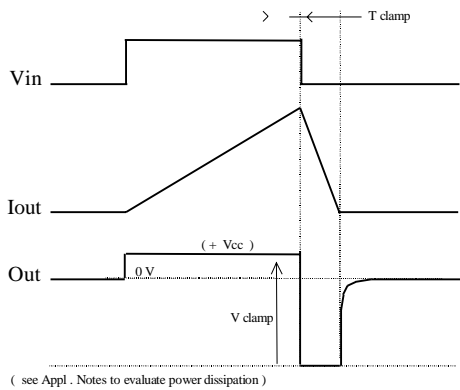 T clamp
Vin
Iout
( + Vcc )
Out
0 V
V clamp
( see Appl . Notes to evaluate power dissipation )